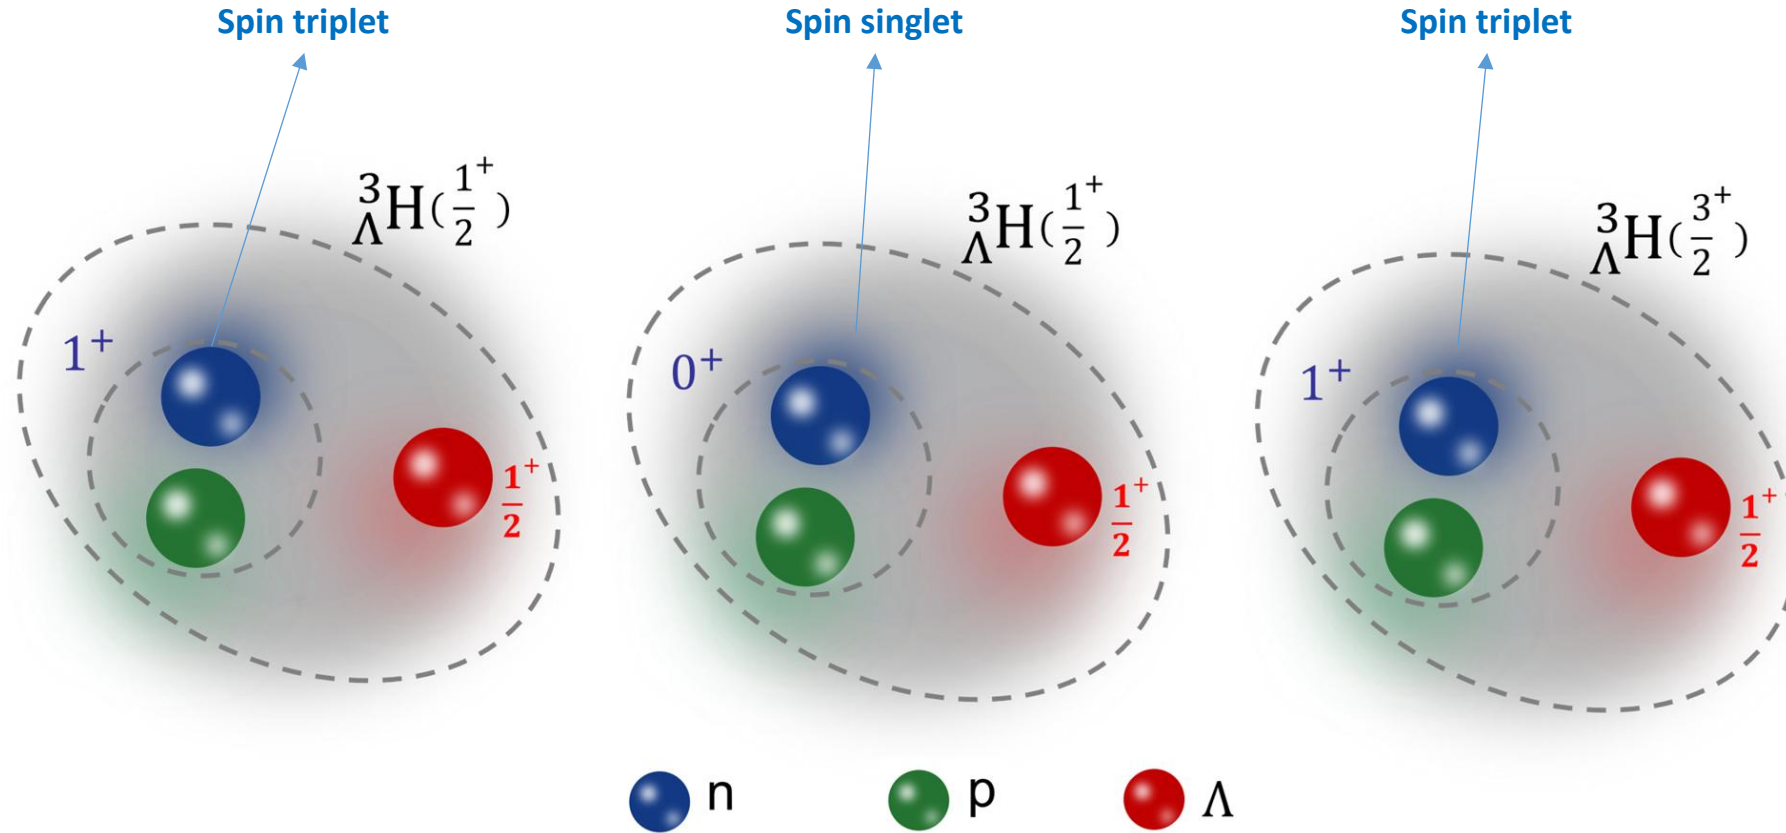 Spin triplet
Spin singlet
Spin triplet
³ΛH(1/2⁺)
³ΛH(1/2⁺)
³ΛH(3/2⁺)
1⁺
0⁺
1⁺
1/2⁺
1/2⁺
1/2⁺
n
p
Λ